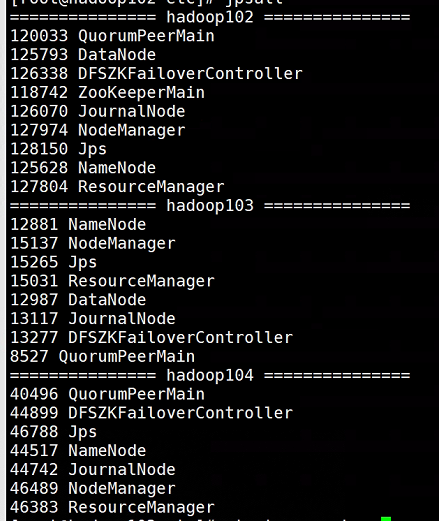 =============== hadoop102 ===============
120033 QuorumPeerMain
125793 DataNode
126338 DFSZKFailoverController
118742 ZooKeeperMain
126070 JournalNode
127974 NodeManager
128150 Jps
125628 NameNode
127804 ResourceManager
=============== hadoop103 ===============
12881 NameNode
15137 NodeManager
15265 Jps
15031 ResourceManager
12987 DataNode
13117 JournalNode
13277 DFSZKFailoverController
8527 QuorumPeerMain
=============== hadoop104 ===============
40496 QuorumPeerMain
44899 DFSZKFailoverController
46788 Jps
44517 NameNode
44742 JournalNode
46489 NodeManager
46383 ResourceManager